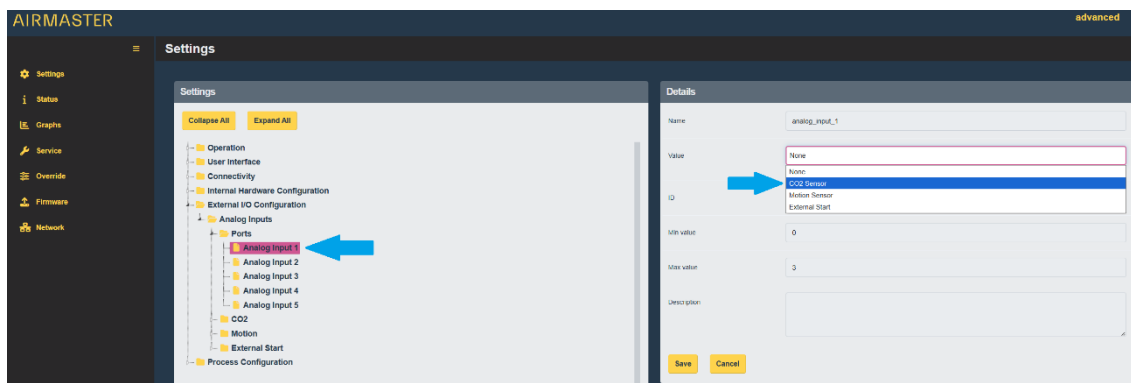 AIRMASTER
advanced
Settings
Settings
Status
Graphs
Service
Override
Firmware
Network
Settings
Collapse All
Expand All
Operation
User Interface
Connectivity
Internal Hardware Configuration
External I/O Configuration
Analog Inputs
Ports
Analog Input 1
Analog Input 2
Analog Input 3
Analog Input 4
Analog Input 5
CO2
Motion
External Start
Process Configuration
Details
Name
analog_input_1
Value
None
None
CO2 Sensor
Motion Sensor
External Start
ID
Min value
0
Max value
3
Description
Save
Cancel